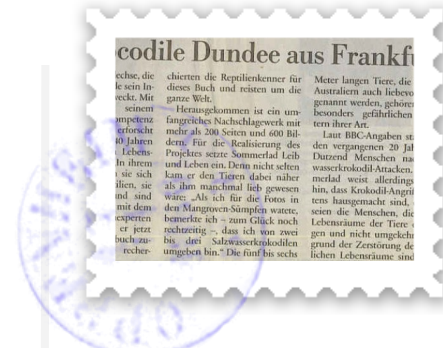 codile Dundee aus Frankf
echse, die
le sein In-
weckt. Mit
seinem
ompetenz
erforscht
40 Jahren
Lebens-
In ihrem
sie sich
ilien, sie
nd sind
mit dem
experten
er jetzt
buch zu-
recher-
chierten die Reptilienkenner für
dieses Buch und reisten um die
ganze Welt.
Herausgekommen ist ein um-
fangreiches Nachschlagewerk mit
mehr als 200 Seiten und 600 Bil-
dern. Für die Realisierung des
Projektes setzte Sommerlad Leib
und Leben ein. Denn nicht selten
kam er den Tieren dabei näher
als ihm manchmal lieb gewesen
wäre: „Als ich für die Fotos in
den Mangroven-Sümpfen watete,
bemerkte ich – zum Glück noch
rechtzeitig –, dass ich von zwei
bis drei Salzwasserkrokodilen
umgeben bin.“ Die fünf bis sechs
Meter langen Tiere, die
Australiern auch liebevo
genannt werden, gehöre
besonders gefährlichen
tern ihrer Art.
Laut BBC-Angaben st
den vergangenen 20 Jah
Dutzend Menschen na
wasserkrokodil-Attacken.
merlad weist allerdings
hin, dass Krokodil-Angri
tens hausgemacht sind,
seien die Menschen, die
Lebensräume der Tiere
gen und nicht umgekeh
grund der Zerstörung de
lichen Lebensräume sind